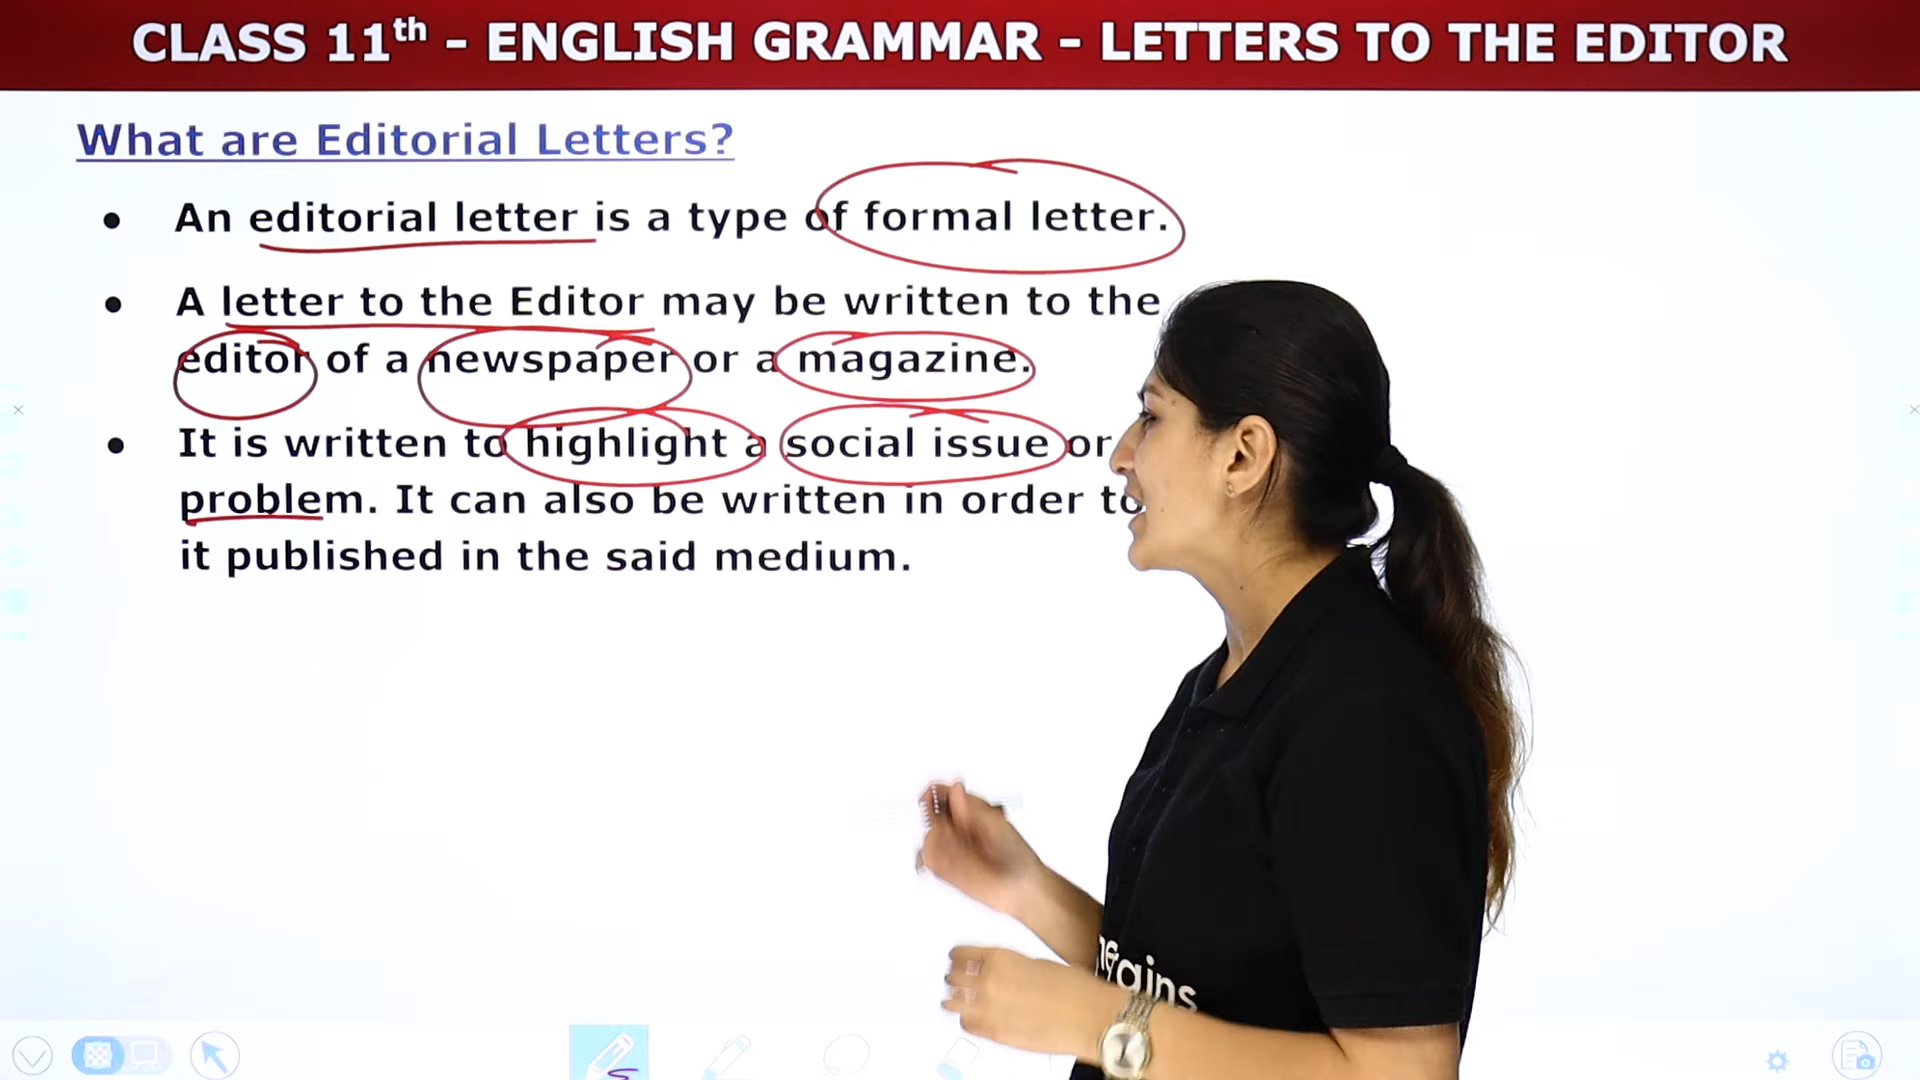 CLASS 11th - ENGLISH GRAMMAR - LETTERS TO THE EDITOR
What are Editorial Letters?
• An editorial letter is a type of formal letter.
• A letter to the Editor may be written to the
editor of a newspaper or a magazine.
• It is written to highlight a social issue or
problem. It can also be written in order to
it published in the said medium.